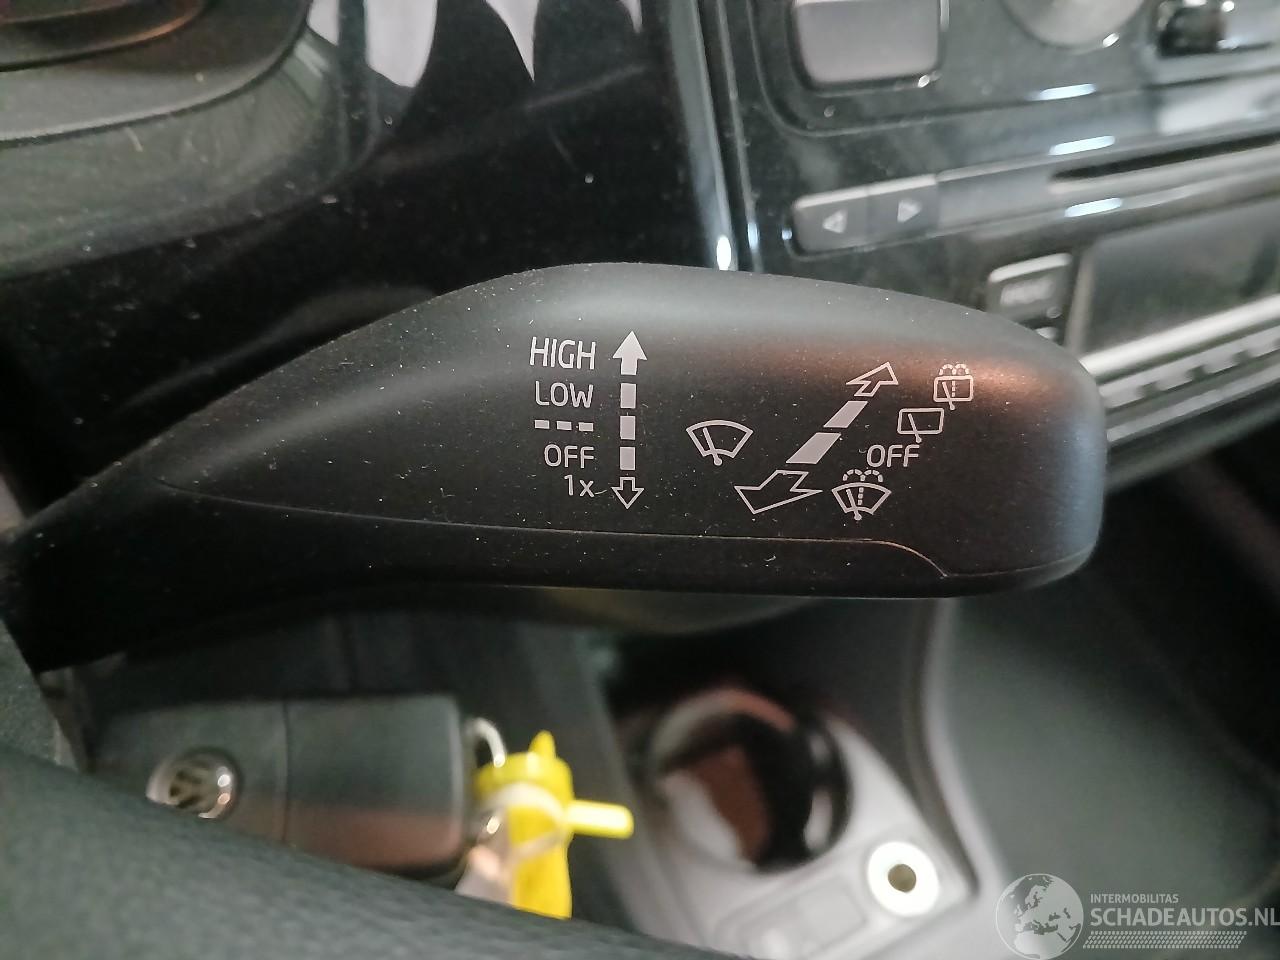 HIGH
LOW
---
OFF
1x
OFF
INTERMOBILITAS
SCHADEAUTOS.NL